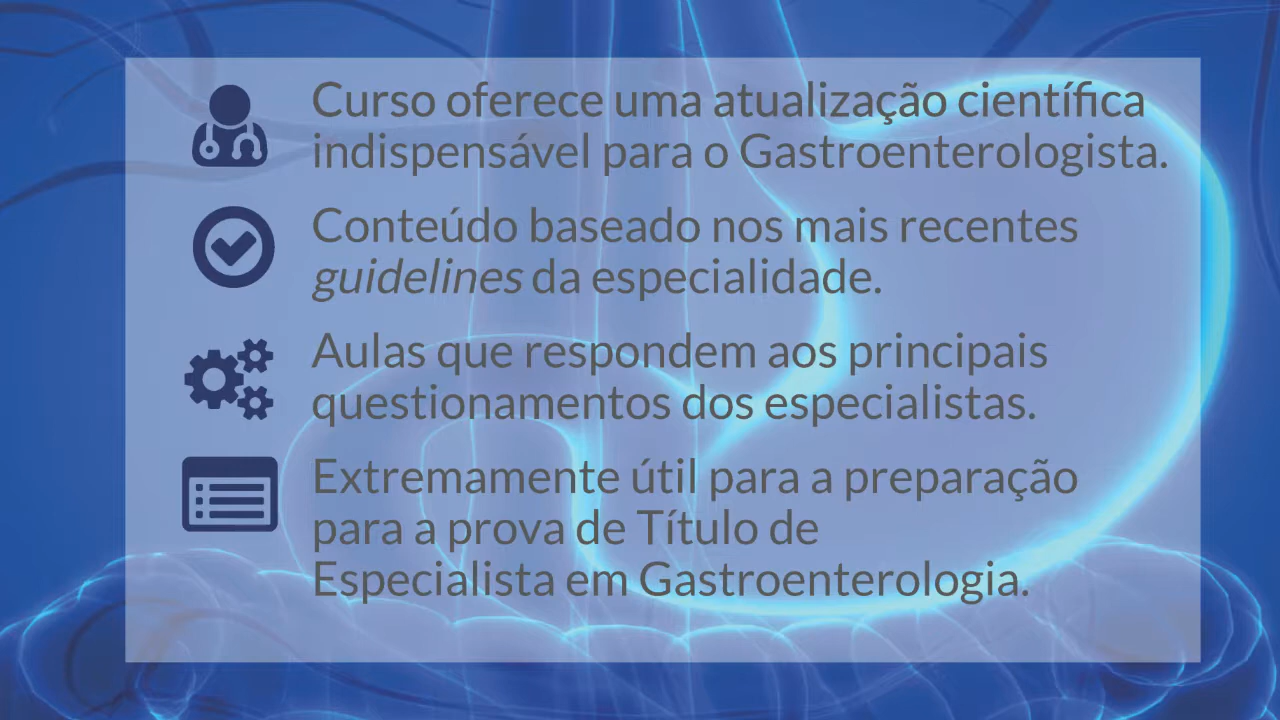 Curso oferece uma atualização científica
indispensável para o Gastroenterologista.
Conteúdo baseado nos mais recentes
guidelines da especialidade.
Aulas que respondem aos principais
questionamentos dos especialistas.
Extremamente útil para a preparação
para a prova de Título de
Especialista em Gastroenterologia.